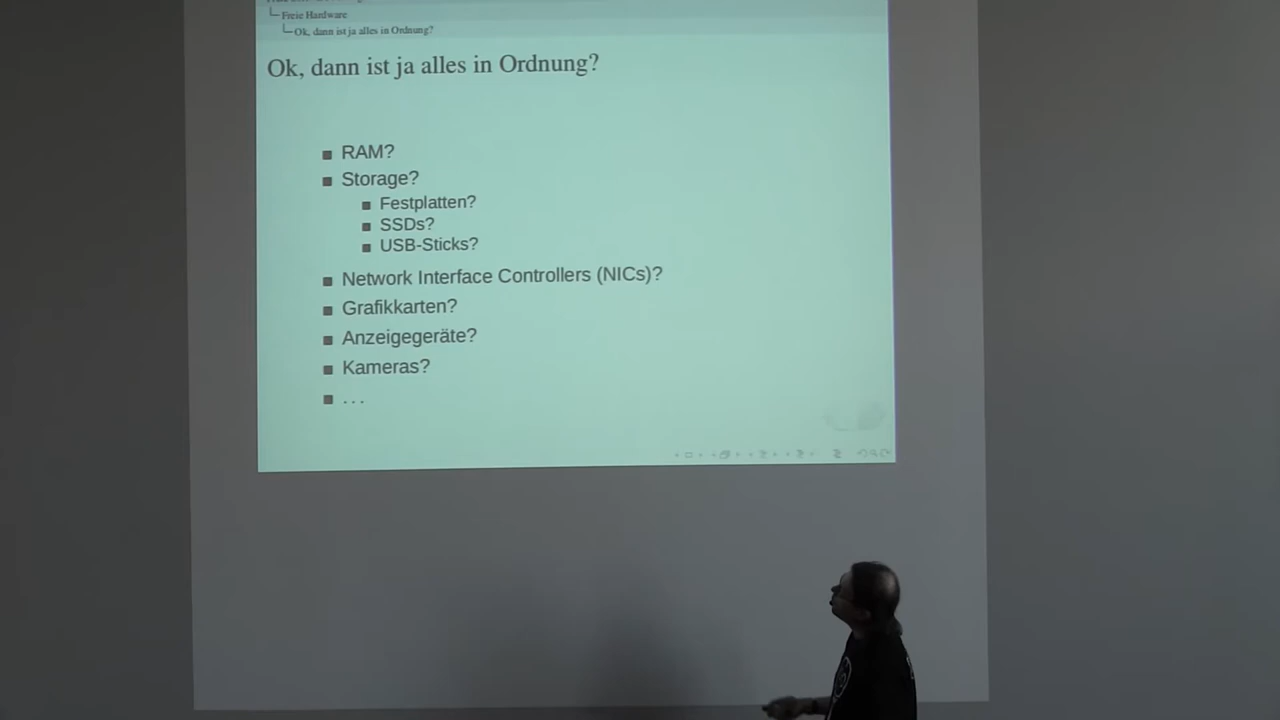 Freie Hardware
Ok, dann ist ja alles in Ordnung?
Ok, dann ist ja alles in Ordnung?
RAM?
Storage?
Festplatten?
SSDs?
USB-Sticks?
Network Interface Controllers (NICs)?
Grafikkarten?
Anzeigegeräte?
Kameras?
...